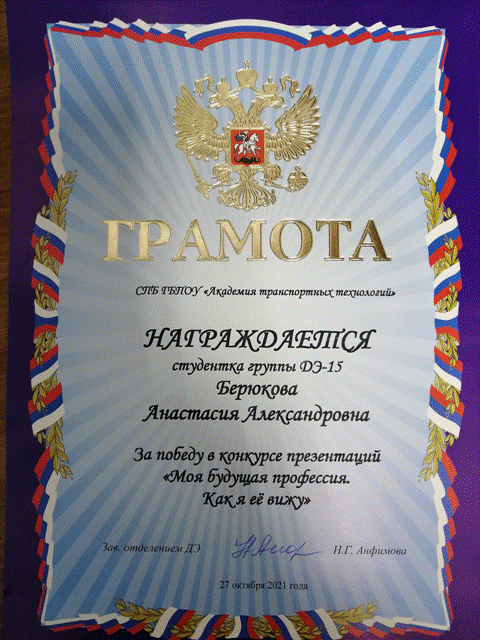 ГРАМОТА
СПБ ГБПОУ «Академия транспортных технологий»
НАГРАЖДАЕТСЯ
студентка группы ДЭ-15
Берюкова
Анастасия Александровна
За победу в конкурсе презентаций
«Моя будущая профессия.
Как я её вижу»
Зав. отделением ДЭ Н.Г. Анфимова
27 октября 2021 года